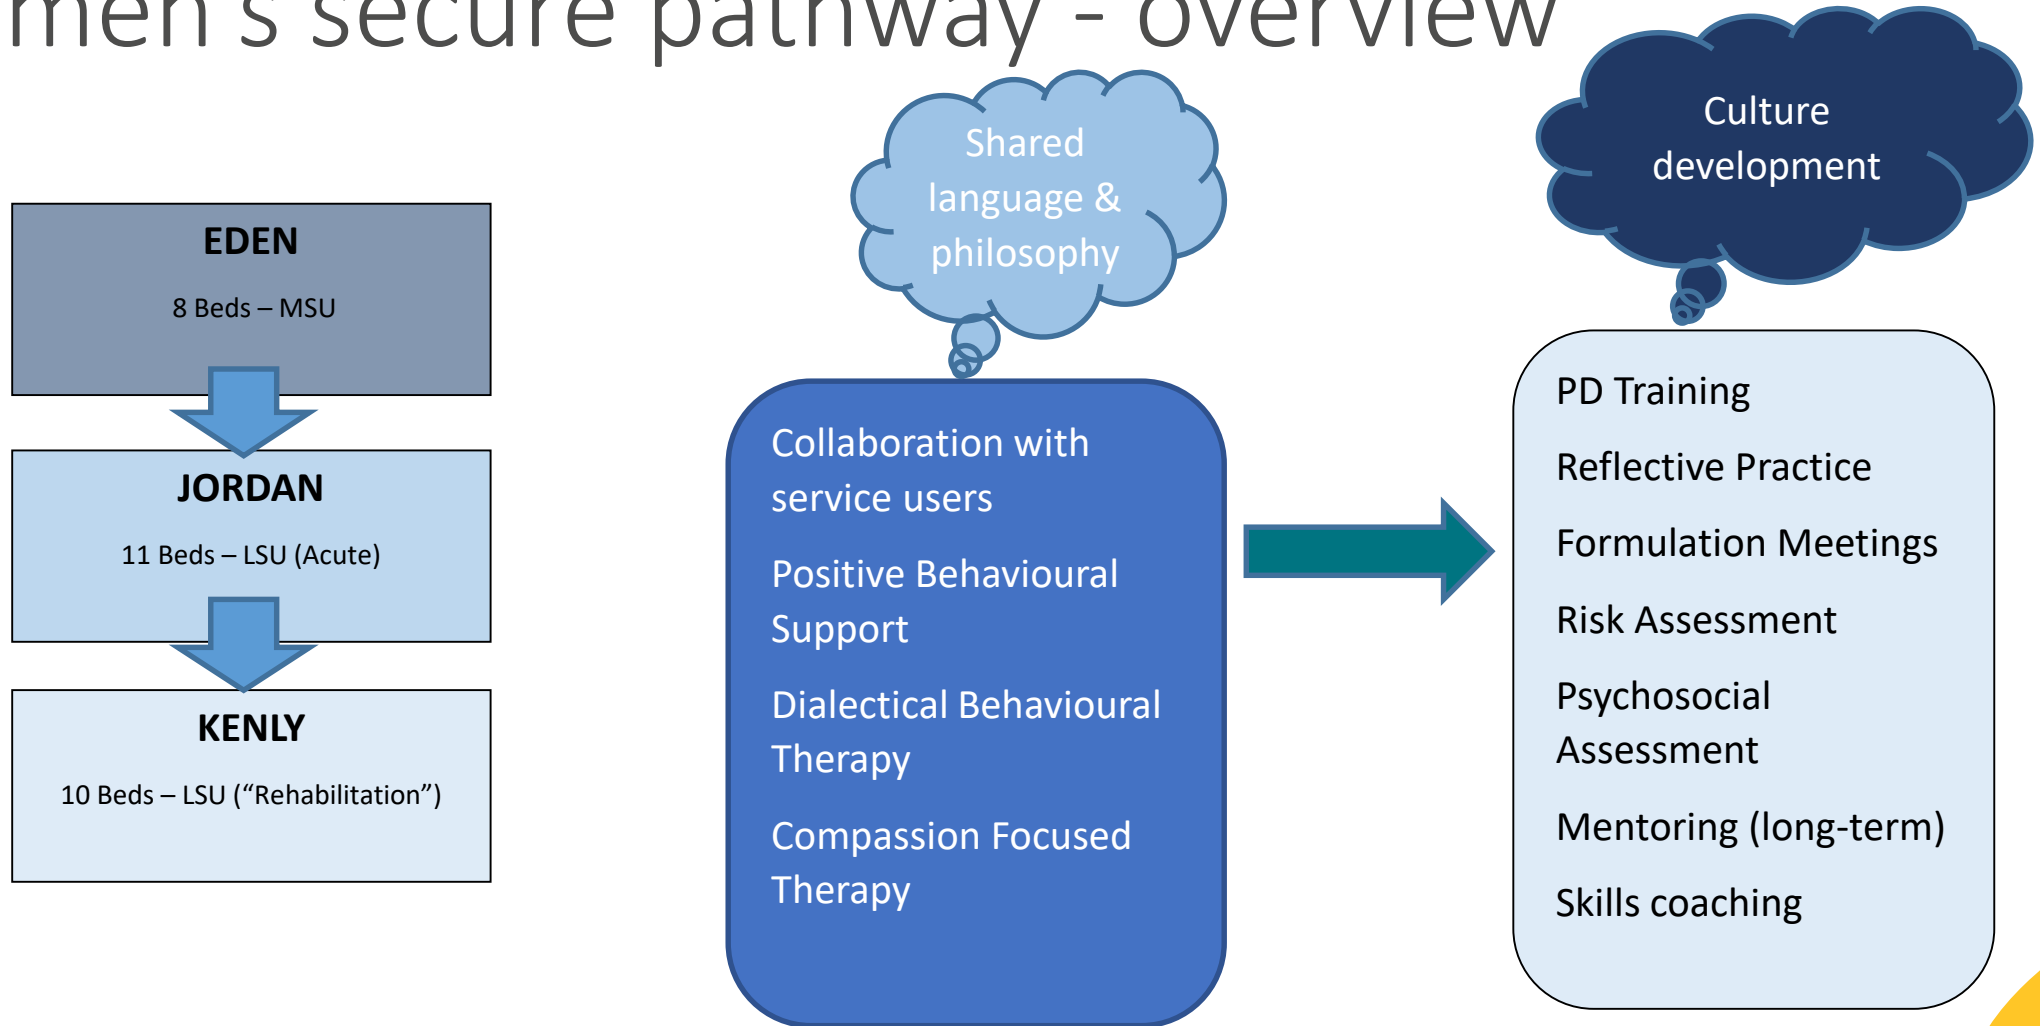 men's secure pathway - overview
EDEN
8 Beds – MSU
JORDAN
11 Beds – LSU (Acute)
KENLY
10 Beds – LSU (“Rehabilitation”)
Shared
language &
philosophy
Collaboration with
service users
Positive Behavioural
Support
Dialectical Behavioural
Therapy
Compassion Focused
Therapy
Culture
development
PD Training
Reflective Practice
Formulation Meetings
Risk Assessment
Psychosocial
Assessment
Mentoring (long-term)
Skills coaching